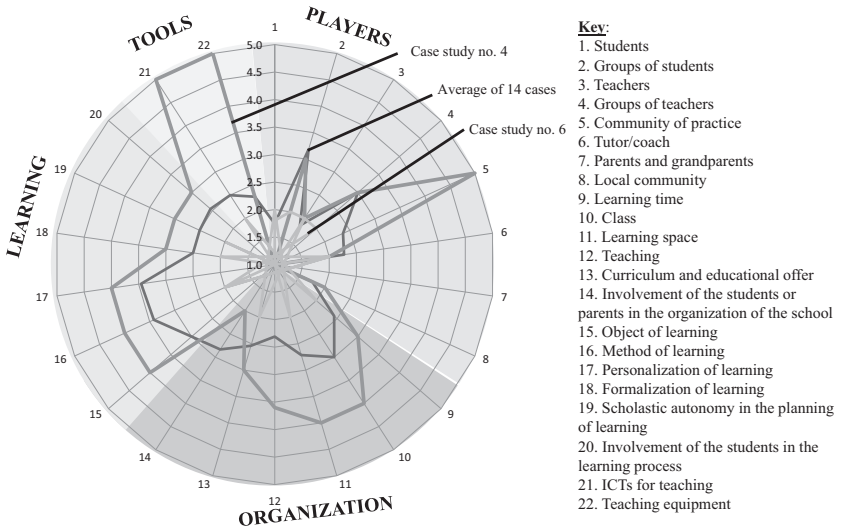 TOOLS
PLAYERS
LEARNING
ORGANIZATION
1
2
3
4
5
6
7
8
9
10
11
12
13
14
15
16
17
18
19
20
21
22
5.0
4.5
4.0
3.5
3.0
2.5
2.0
1.5
1.0
Case study no. 4
Average of 14 cases
Case study no. 6
Key:
1. Students
2. Groups of students
3. Teachers
4. Groups of teachers
5. Community of practice
6. Tutor/coach
7. Parents and grandparents
8. Local community
9. Learning time
10. Class
11. Learning space
12. Teaching
13. Curriculum and educational offer
14. Involvement of the students or
parents in the organization of the school
15. Object of learning
16. Method of learning
17. Personalization of learning
18. Formalization of learning
19. Scholastic autonomy in the planning
of learning
20. Involvement of the students in the
learning process
21. ICTs for teaching
22. Teaching equipment